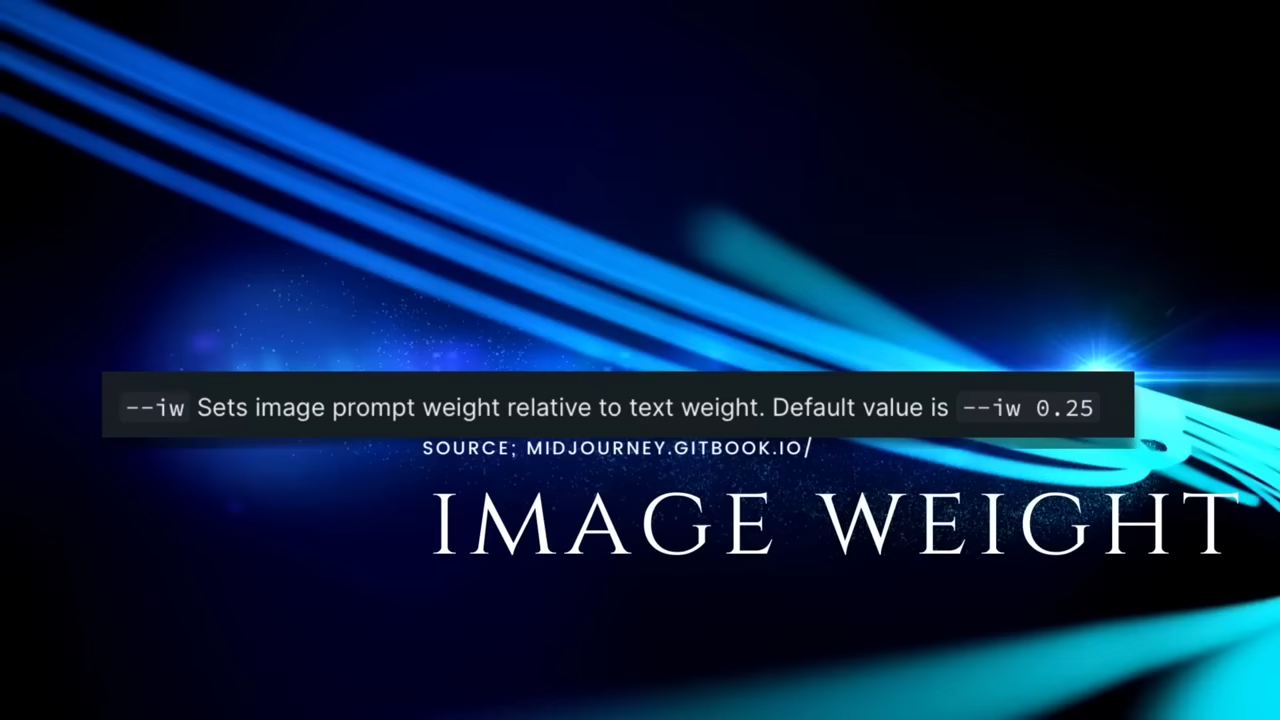 --iw Sets image prompt weight relative to text weight. Default value is --iw 0.25
SOURCE; MIDJOURNEY.GITBOOK.IO/
IMAGE WEIGHT